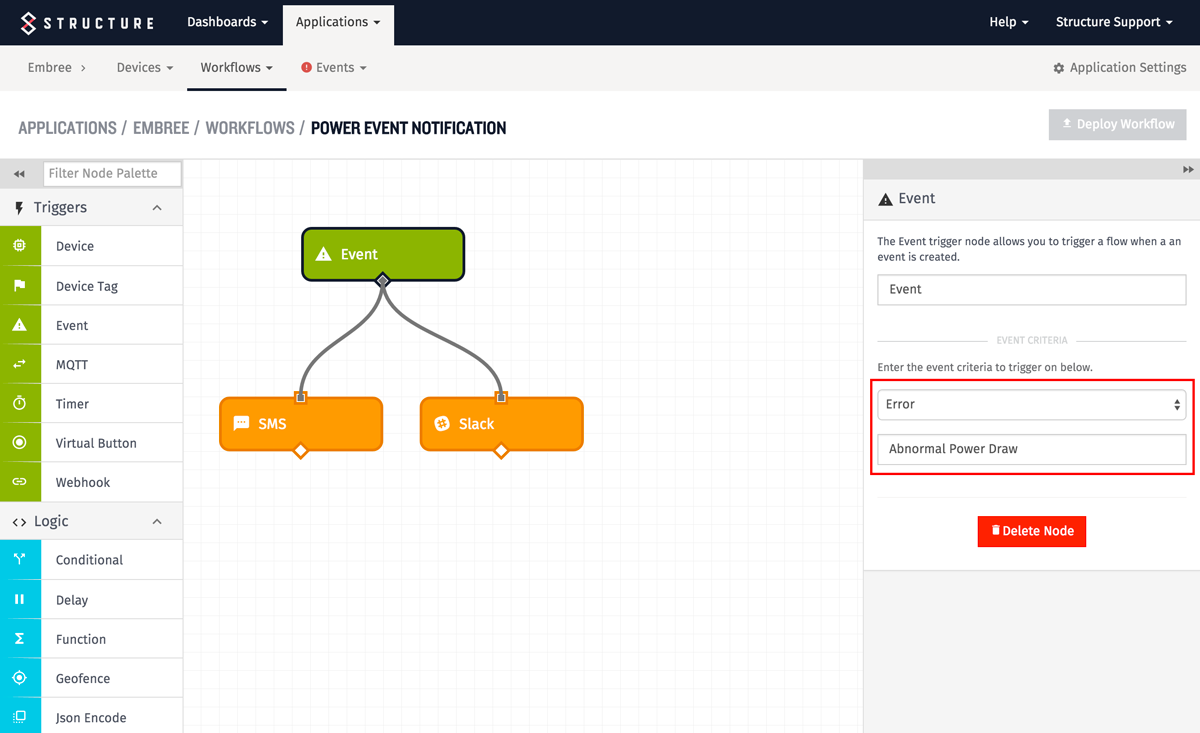 STRUCTURE
Dashboards
Applications
Help
Structure Support
Embree
Devices
Workflows
Events
Application Settings
APPLICATIONS / EMBREE / WORKFLOWS / POWER EVENT NOTIFICATION
Deploy Workflow
Filter Node Palette
Triggers
Device
Device Tag
Event
MQTT
Timer
Virtual Button
Webhook
Logic
Conditional
Delay
Function
Geofence
Json Encode
Event
SMS
Slack
Event
The Event trigger node allows you to trigger a flow when a an
event is created.
Event
EVENT CRITERIA
Enter the event criteria to trigger on below.
Error
Abnormal Power Draw
Delete Node